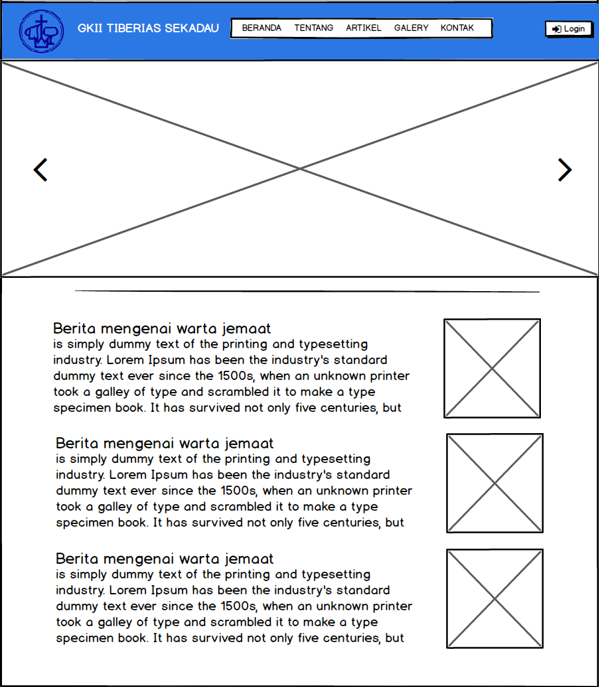 GKII TIBERIAS SEKADAU
BERANDA TENTANG ARTIKEL GALERY KONTAK
Login
Berita mengenai warta jemaat
is simply dummy text of the printing and typesetting
industry. Lorem Ipsum has been the industry's standard
dummy text ever since the 1500s, when an unknown printer
took a galley of type and scrambled it to make a type
specimen book. It has survived not only five centuries, but
Berita mengenai warta jemaat
is simply dummy text of the printing and typesetting
industry. Lorem Ipsum has been the industry's standard
dummy text ever since the 1500s, when an unknown printer
took a galley of type and scrambled it to make a type
specimen book. It has survived not only five centuries, but
Berita mengenai warta jemaat
is simply dummy text of the printing and typesetting
industry. Lorem Ipsum has been the industry's standard
dummy text ever since the 1500s, when an unknown printer
took a galley of type and scrambled it to make a type
specimen book. It has survived not only five centuries, but